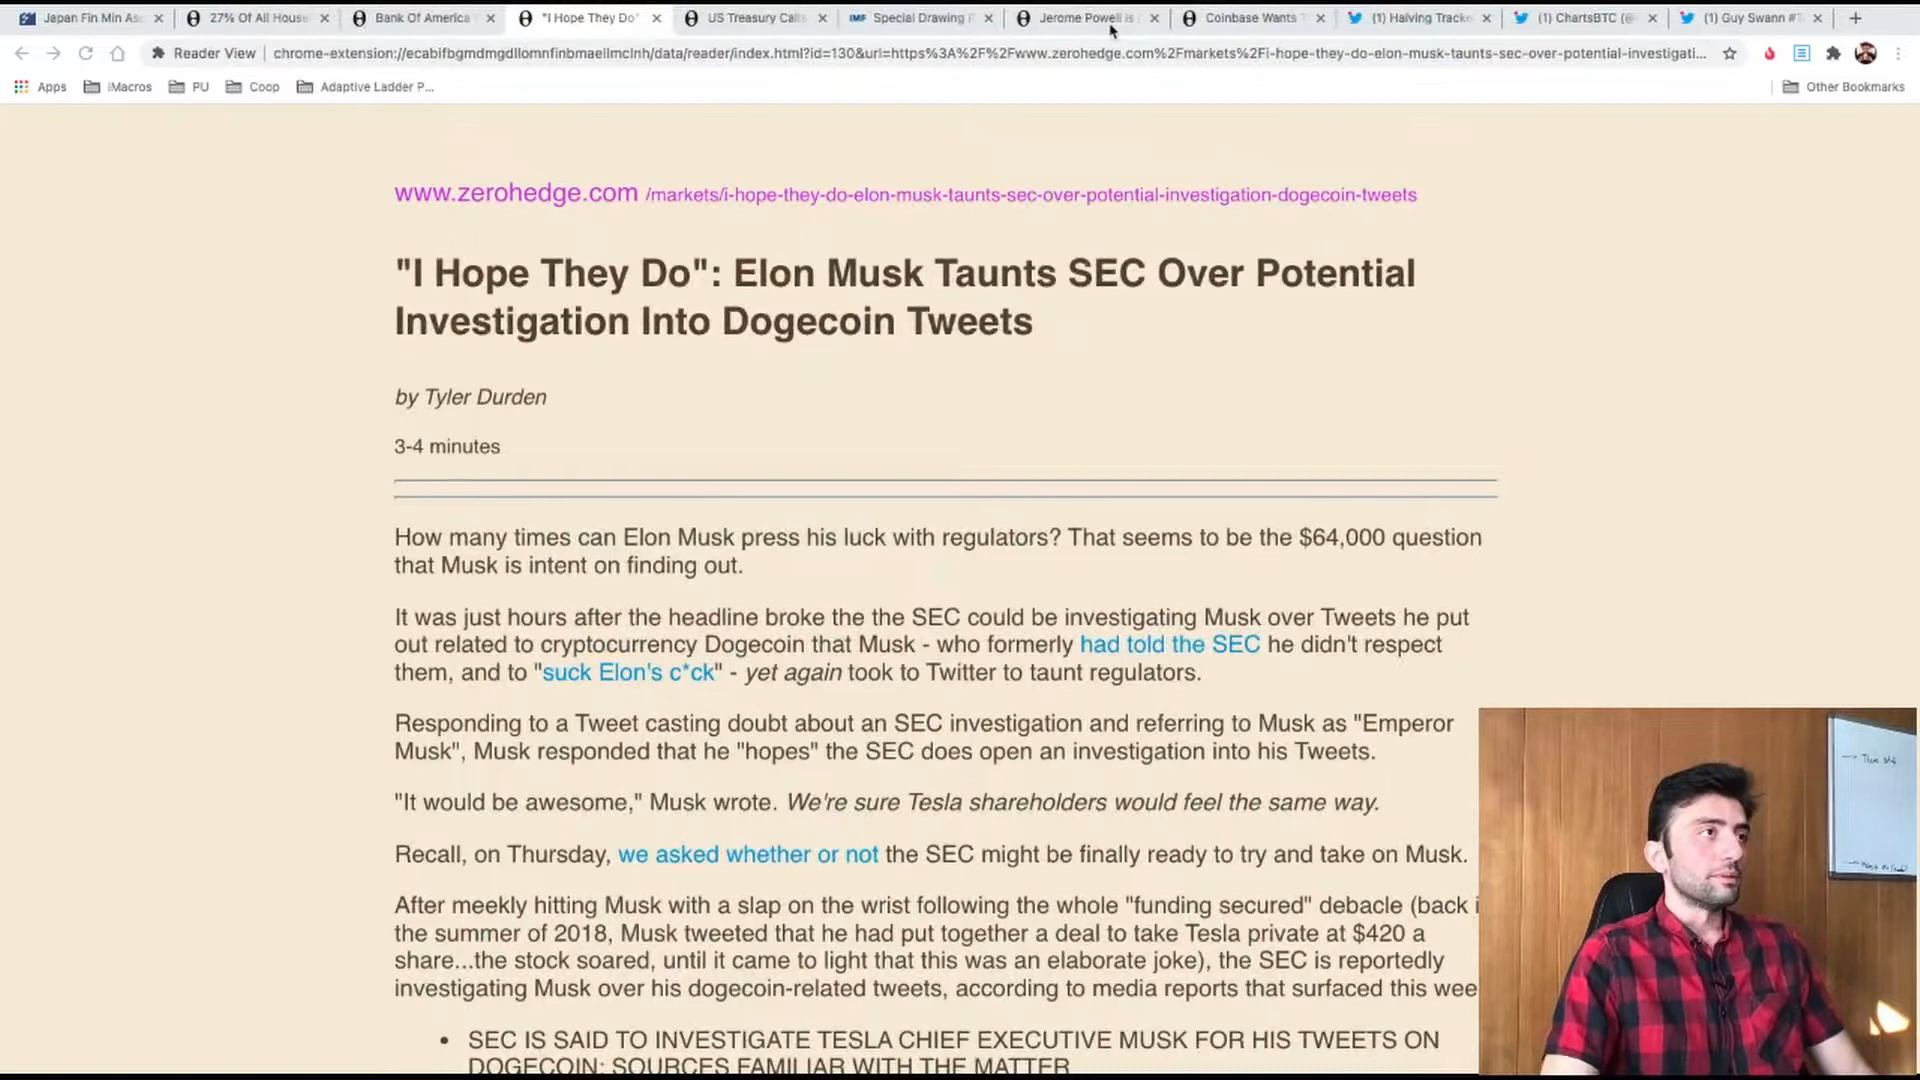 Japan Fin Min As
27% Of All House
Bank Of America
"I Hope They Do"
US Treasury Call
IMF Special Drawing
Jerome Powell is
Coinbase Wants
(1) Halving Tracke
(1) ChartsBTC (@
(1) Guy Swann #
Reader View
chrome-extension://ecabifbgmdmgdllomnfinbmaellmclnh/data/reader/index.html?id=130&url=https%3A%2F%2Fwww.zerohedge.com%2Fmarkets%2Fi-hope-they-do-elon-musk-taunts-sec-over-potential-investigati...
Apps
iMacros
PU
Coop
Adaptive Ladder P...
Other Bookmarks
www.zerohedge.com /markets/i-hope-they-do-elon-musk-taunts-sec-over-potential-investigation-dogecoin-tweets
"I Hope They Do": Elon Musk Taunts SEC Over Potential
Investigation Into Dogecoin Tweets
by Tyler Durden
3-4 minutes
How many times can Elon Musk press his luck with regulators? That seems to be the $64,000 question
that Musk is intent on finding out.
It was just hours after the headline broke the the SEC could be investigating Musk over Tweets he put
out related to cryptocurrency Dogecoin that Musk - who formerly had told the SEC he didn't respect
them, and to "suck Elon's c*ck" - yet again took to Twitter to taunt regulators.
Responding to a Tweet casting doubt about an SEC investigation and referring to Musk as "Emperor
Musk", Musk responded that he "hopes" the SEC does open an investigation into his Tweets.
"It would be awesome," Musk wrote. We're sure Tesla shareholders would feel the same way.
Recall, on Thursday, we asked whether or not the SEC might be finally ready to try and take on Musk.
After meekly hitting Musk with a slap on the wrist following the whole "funding secured" debacle (back i
the summer of 2018, Musk tweeted that he had put together a deal to take Tesla private at $420 a
share...the stock soared, until it came to light that this was an elaborate joke), the SEC is reportedly
investigating Musk over his dogecoin-related tweets, according to media reports that surfaced this wee
• SEC IS SAID TO INVESTIGATE TESLA CHIEF EXECUTIVE MUSK FOR HIS TWEETS ON
DOGECOIN: SOURCES FAMILIAR WITH THE MATTER